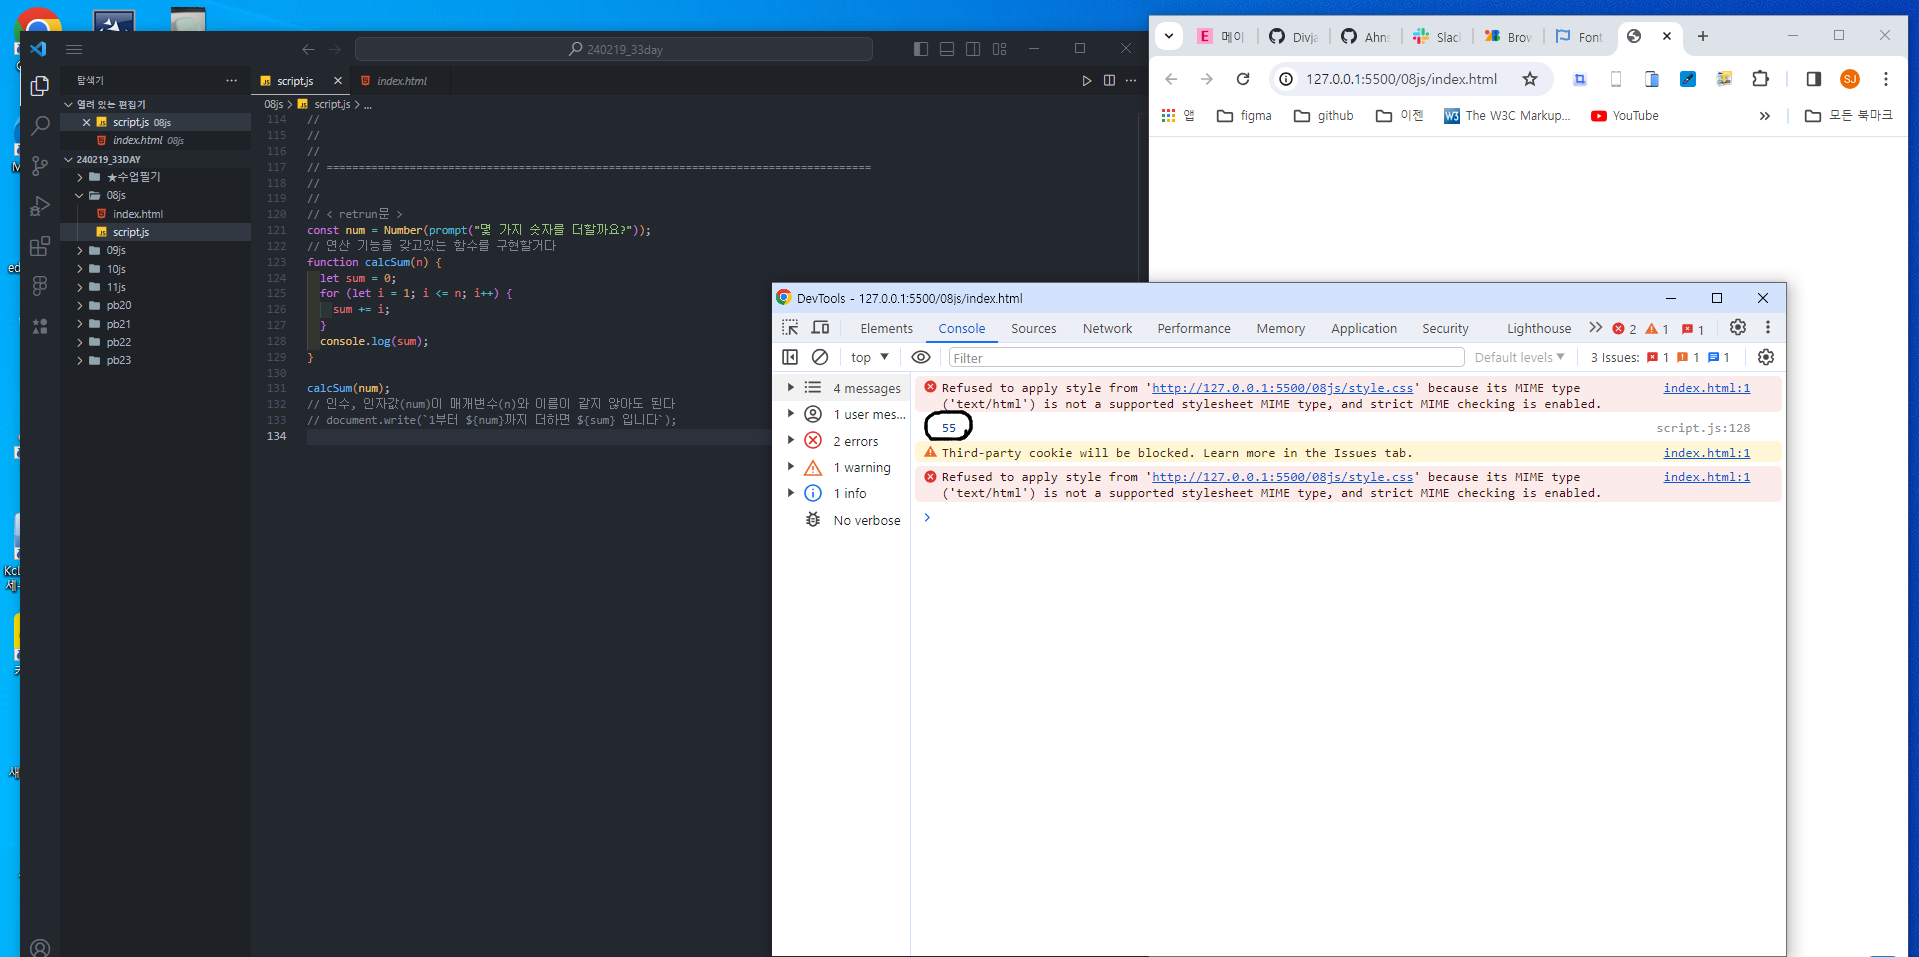 240219_33day
탐색기
열려 있는 편집기
script.js 08js
index.html 08js
240219_33DAY
★수업필기
08js
index.html
script.js
09js
10js
11js
pb20
pb21
pb22
pb23
script.js
index.html
08js > script.js > ...
114 //
115 //
116 //
117 // =====================================================================================
118 //
119 //
120 // < retrun문 >
121 const num = Number(prompt("몇 가지 숫자를 더할까요?"));
122 // 연산 기능을 갖고있는 함수를 구현할거다
123 function calcSum(n) {
124 let sum = 0;
125 for (let i = 1; i <= n; i++) {
126 sum += i;
127 }
128 console.log(sum);
129 }
130
131 calcSum(num);
132 // 인수, 인자값(num)이 매개변수(n)와 이름이 같지 않아도 된다
133 // document.write(`1부터 ${num}까지 더하면 ${sum} 입니다`);
134
E 메이
Divja
Ahns
Slack
Brow
Font
127.0.0.1:5500/08js/index.html
SJ
앱
figma
github
이젠
W3 The W3C Markup...
YouTube
모든 북마크
DevTools - 127.0.0.1:5500/08js/index.html
Elements Console Sources Network Performance Memory Application Security Lighthouse 2 1 1
top Filter Default levels 3 Issues: 1 1 1
4 messages
1 user mes...
2 errors
1 warning
1 info
No verbose
Refused to apply style from 'http://127.0.0.1:5500/08js/style.css' because its MIME type index.html:1
('text/html') is not a supported stylesheet MIME type, and strict MIME checking is enabled.
55 script.js:128
Third-party cookie will be blocked. Learn more in the Issues tab. index.html:1
Refused to apply style from 'http://127.0.0.1:5500/08js/style.css' because its MIME type index.html:1
('text/html') is not a supported stylesheet MIME type, and strict MIME checking is enabled.